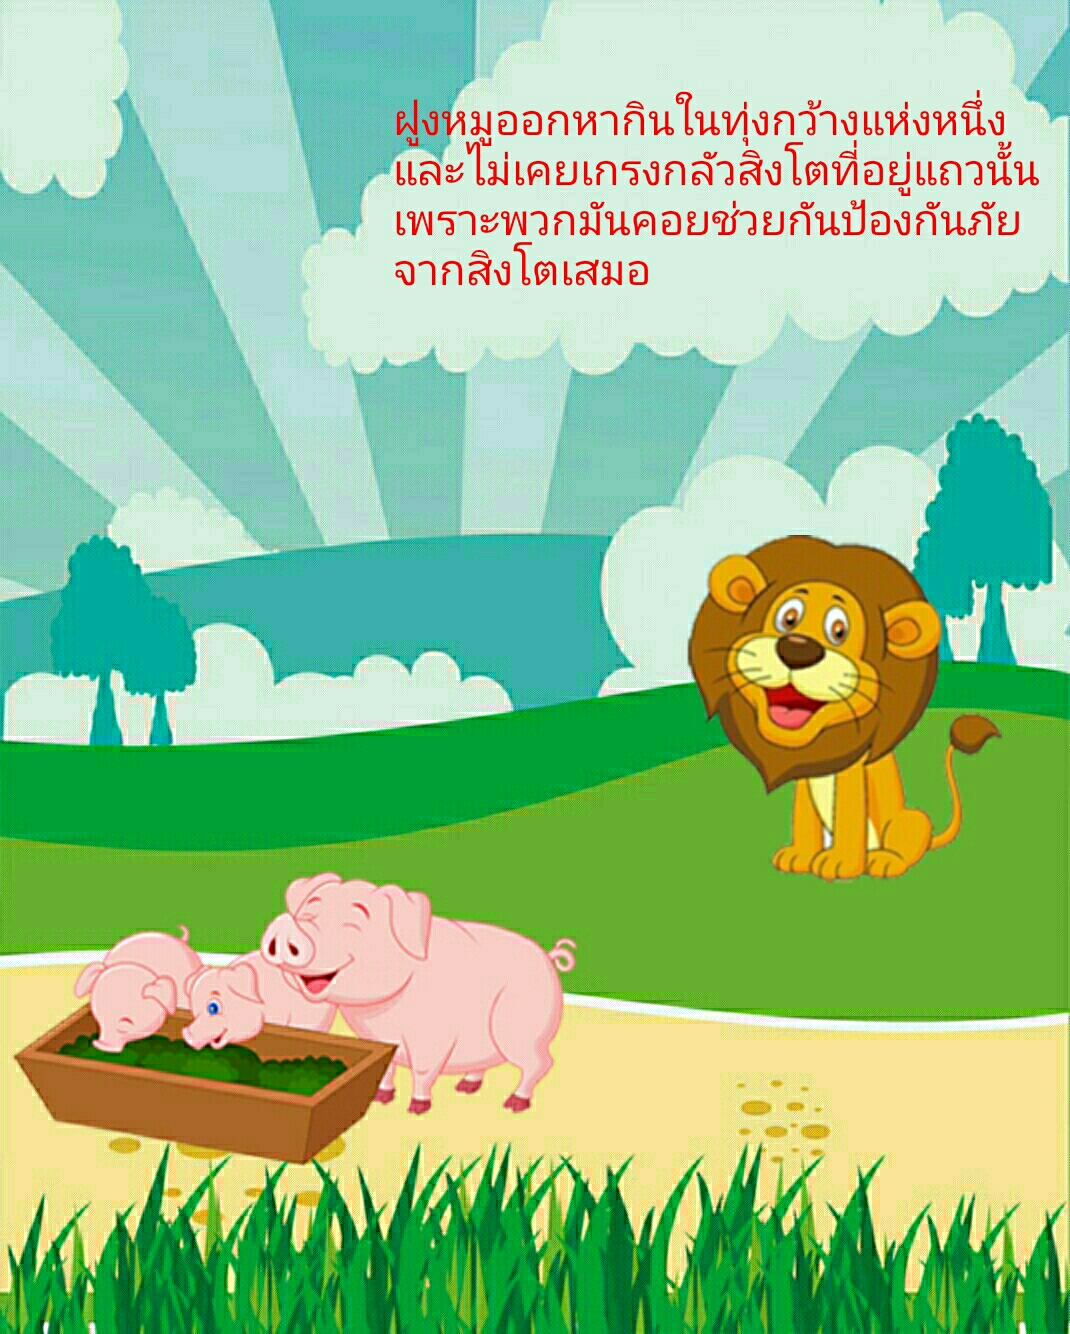 ฝูงหมูออกหากินในทุ่งกว้างแห่งหนึ่ง
และไม่เคยเกรงกลัวสิงโตที่อยู่แถวนั้น
เพราะพวกมันคอยช่วยกันป้องกันภัย
จากสิงโตเสมอ